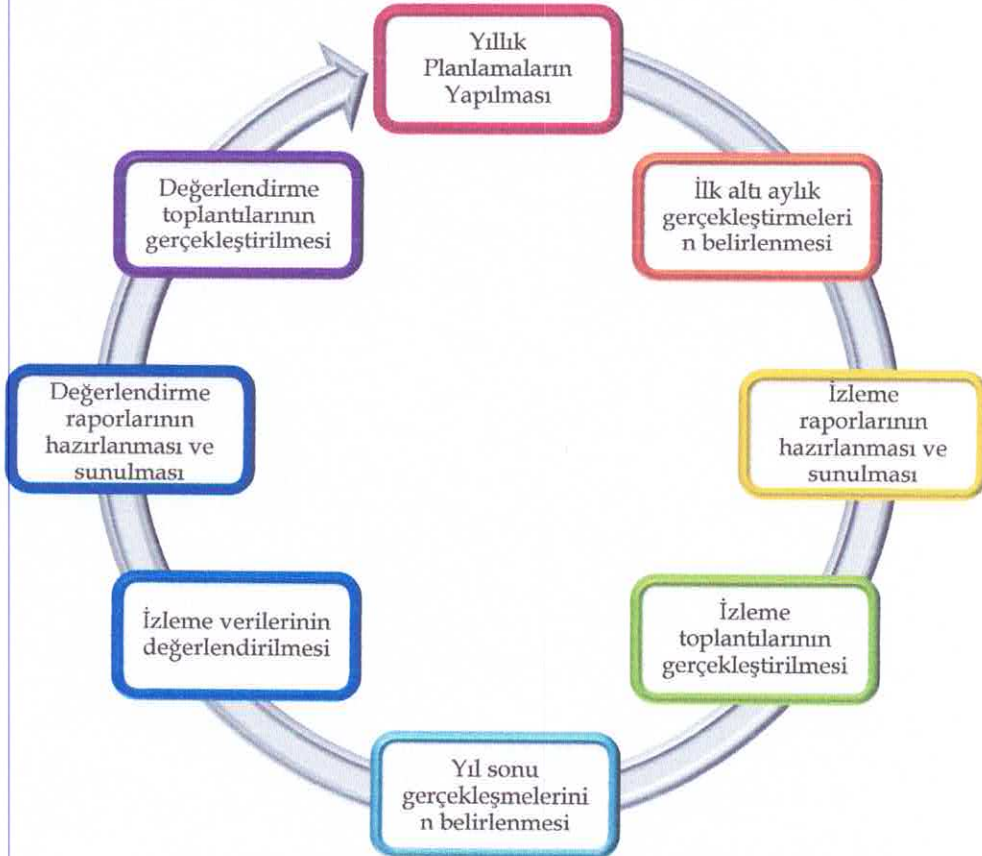 Yıllık
Planlamaların
Yapılması
İlk altı aylık
gerçekleştirmeleri
n belirlenmesi
İzleme
raporlarının
hazırlanması ve
sunulması
İzleme
toplantılarının
gerçekleştirilmesi
Yıl sonu
gerçekleşmelerini
n belirlenmesi
İzleme verilerinin
değerlendirilmesi
Değerlendirme
raporlarının
hazırlanması ve
sunulması
Değerlendirme
toplantılarının
gerçekleştirilmesi